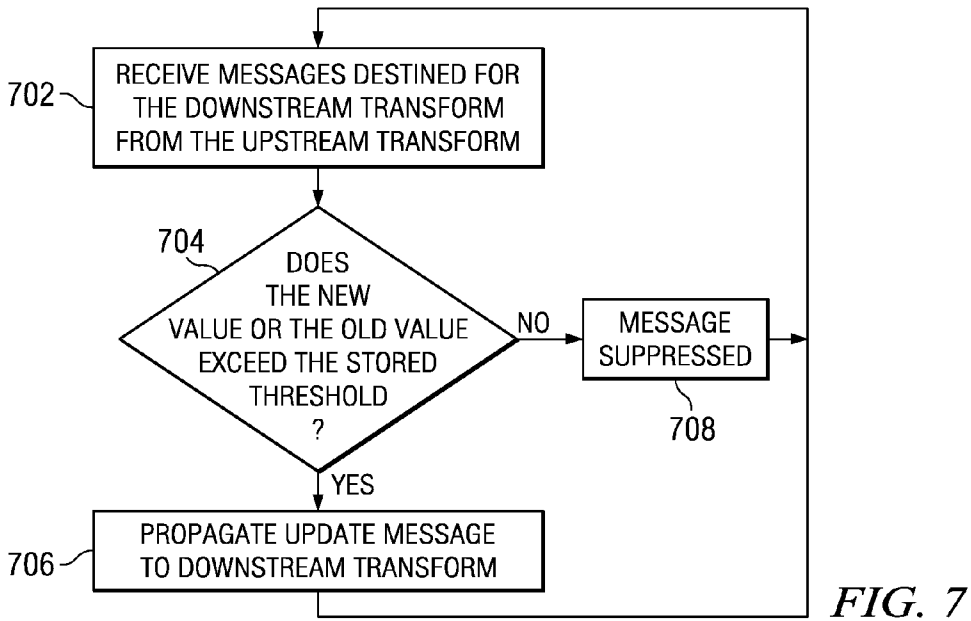 702
RECEIVE MESSAGES DESTINED FOR
THE DOWNSTREAM TRANSFORM
FROM THE UPSTREAM TRANSFORM
704
DOES
THE NEW
VALUE OR THE OLD VALUE
EXCEED THE STORED
THRESHOLD
?
NO
MESSAGE
SUPPRESSED
708
YES
706
PROPAGATE UPDATE MESSAGE
TO DOWNSTREAM TRANSFORM
FIG. 7